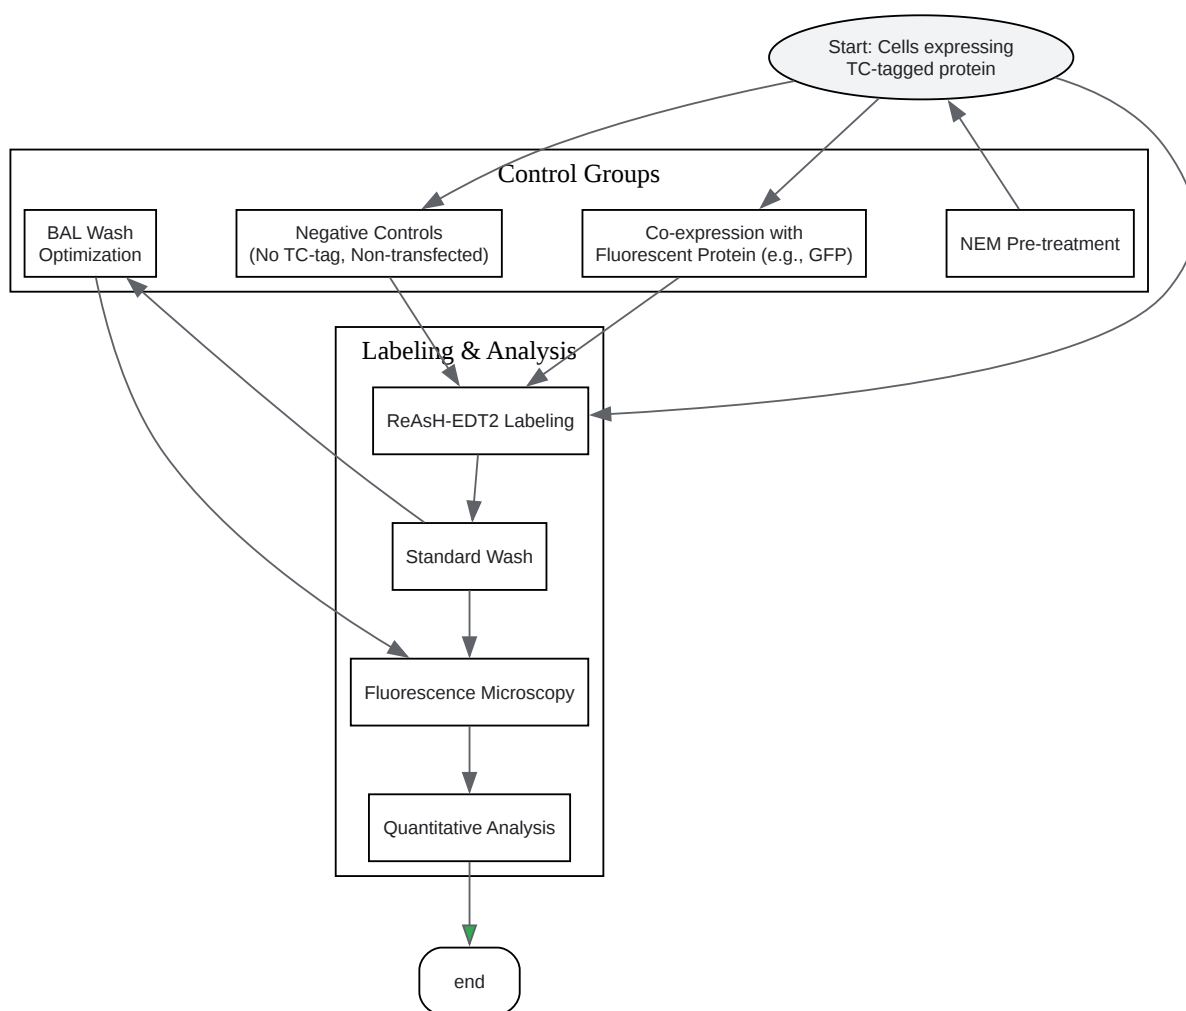 Start: Cells expressing
TC-tagged protein
Control Groups
BAL Wash
Optimization
Negative Controls
(No TC-tag, Non-transfected)
Co-expression with
Fluorescent Protein (e.g., GFP)
NEM Pre-treatment
Labeling & Analysis
ReAsH-EDT2 Labeling
Standard Wash
Fluorescence Microscopy
Quantitative Analysis
end